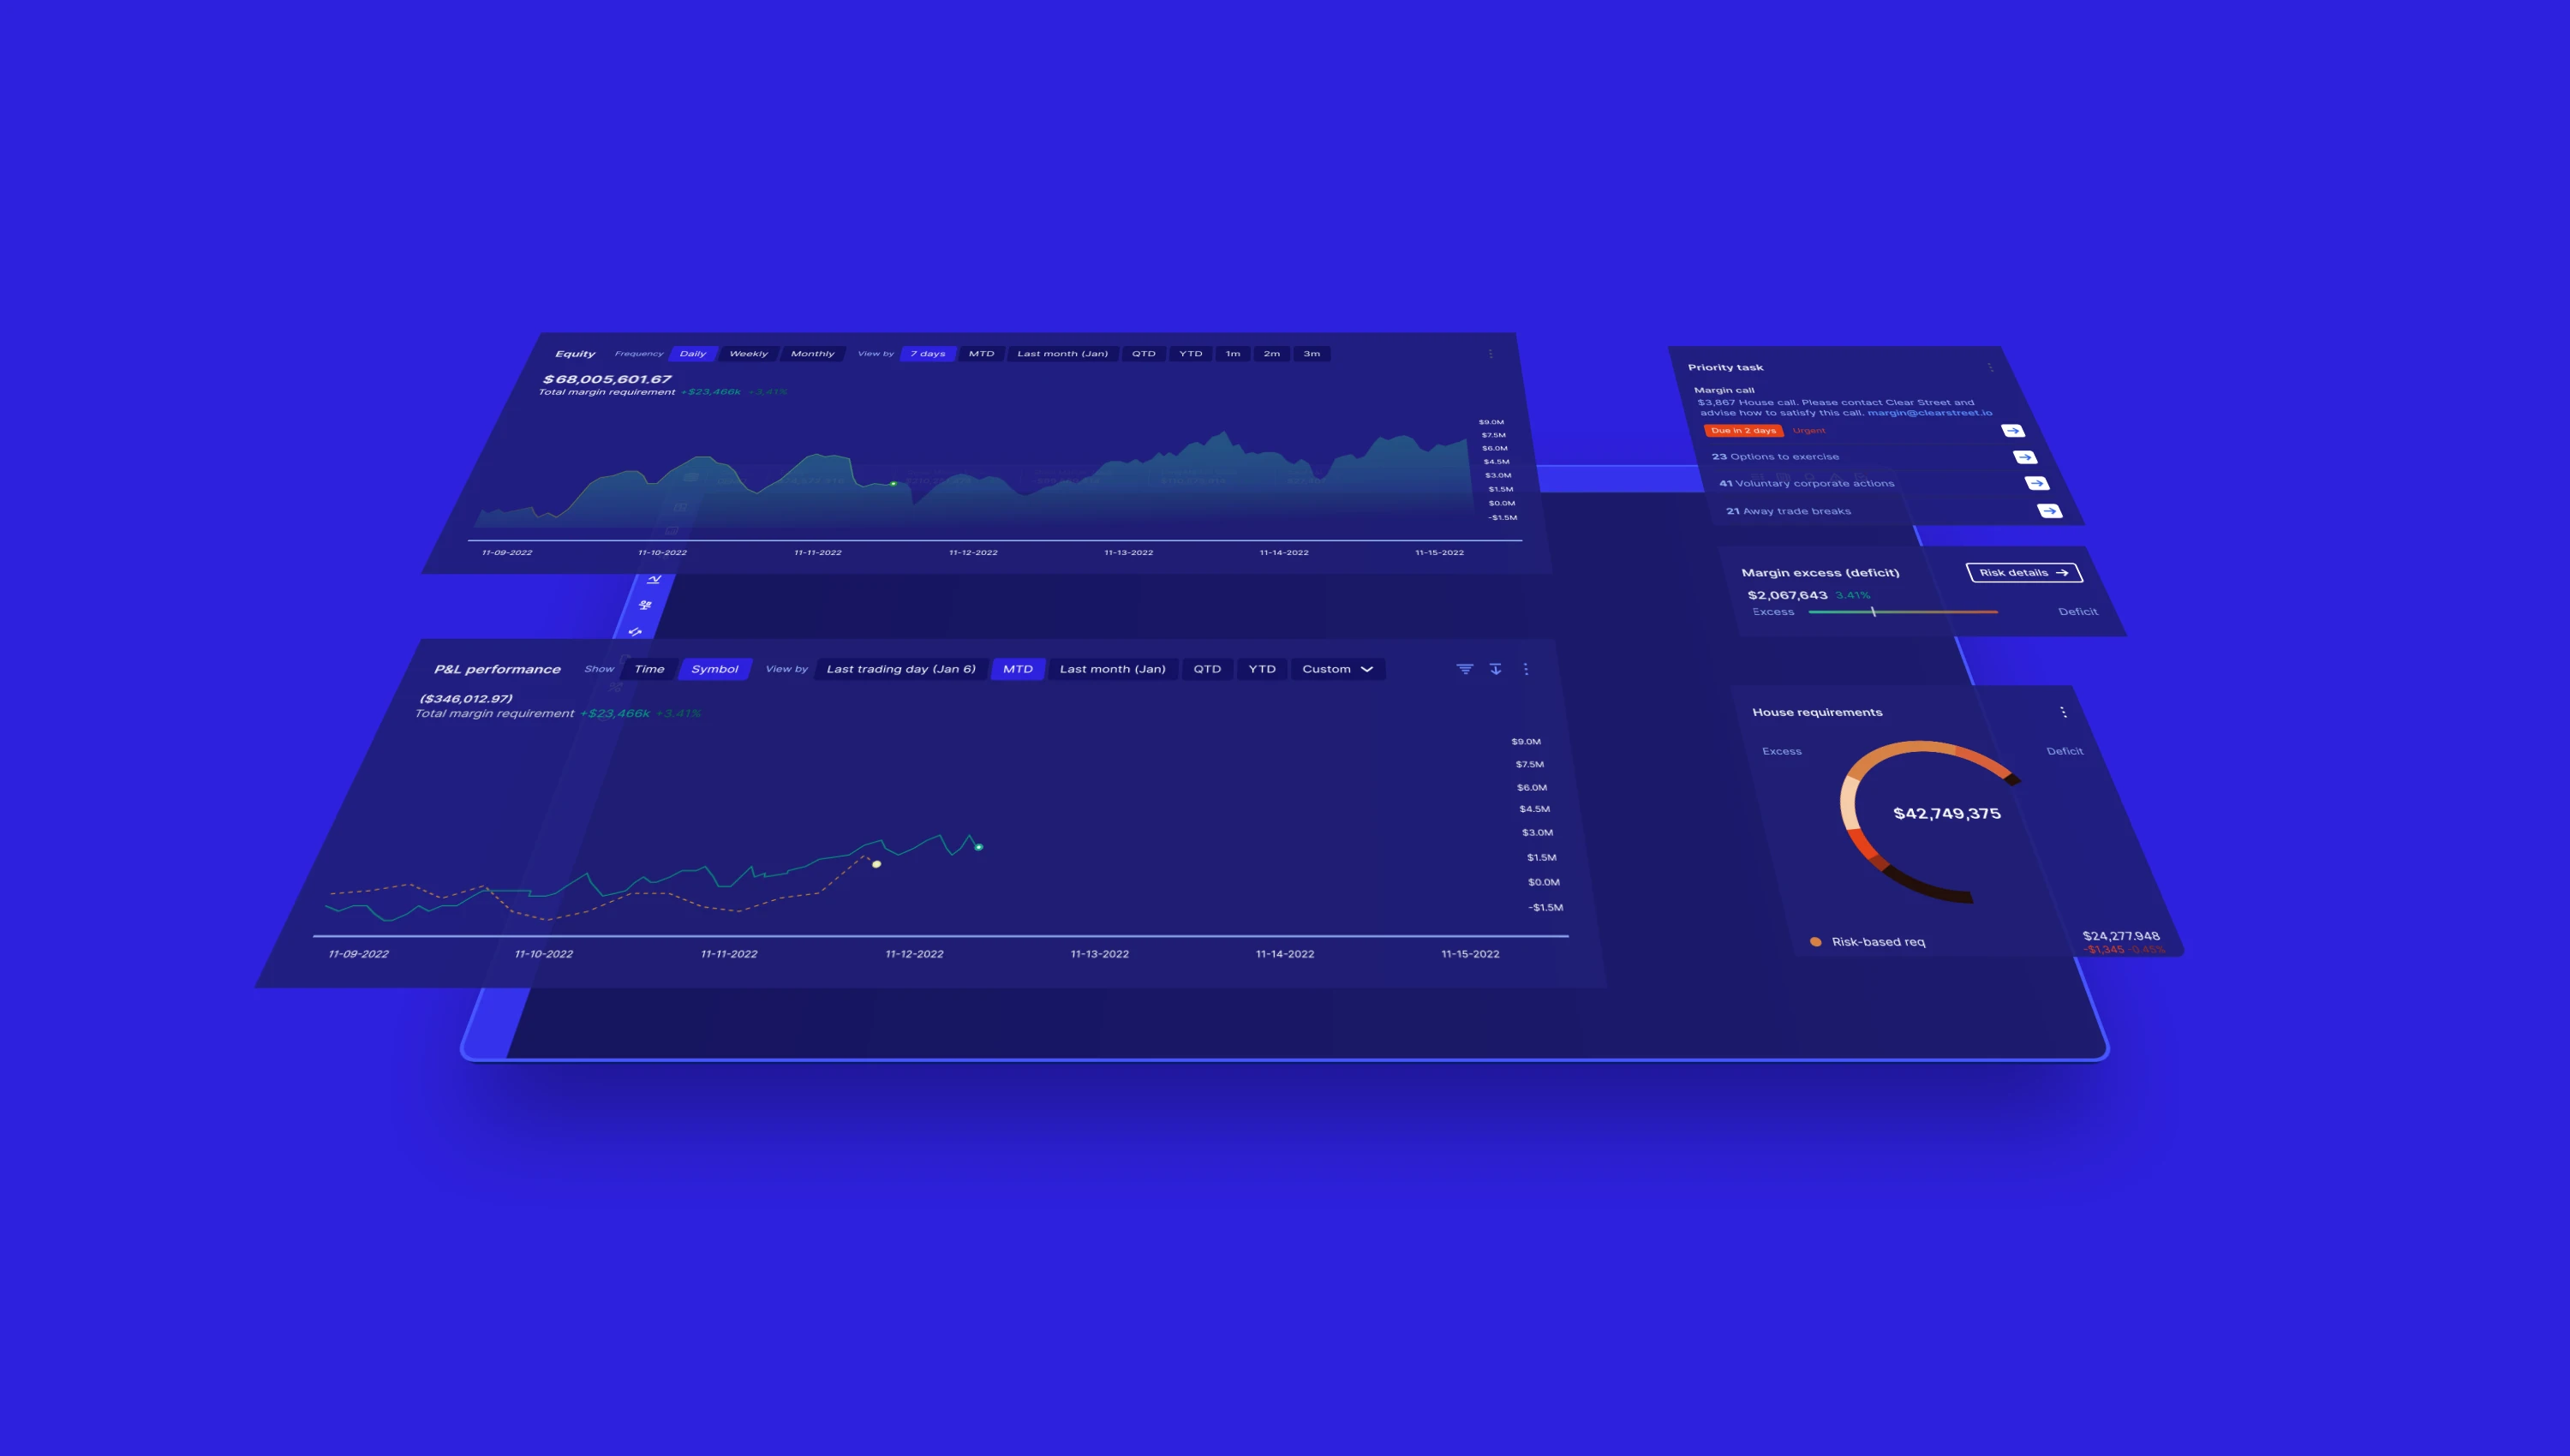 Equity Frequency Daily Weekly Monthly View by 7 days MTD Last month (Jan) QTD YTD 1m 2m 3m
$68,005,601.67
Total margin requirement +$23,466k +3,41%
$9.0M
$7.5M
$6.0M
$4.5M
$3.0M
$1.5M
$0.0M
-$1.5M
11-09-2022 11-10-2022 11-11-2022 11-12-2022 11-13-2022 11-14-2022 11-15-2022
Priority task
Margin call
$3,867 House call. Please contact Clear Street and
advise how to satisfy this call. margin@clearstreet.io
Due in 2 days Urgent
23 Options to exercise
41 Voluntary corporate actions
21 Away trade breaks
Margin excess (deficit) Risk details
$2,067,643 3.41%
Excess Deficit
P&L performance Show Time Symbol View by Last trading day (Jan 6) MTD Last month (Jan) QTD YTD Custom
($346,012.97)
Total margin requirement +$23,466k +3.41%
$9.0M
$7.5M
$6.0M
$4.5M
$3.0M
$1.5M
$0.0M
-$1.5M
11-09-2022 11-10-2022 11-11-2022 11-12-2022 11-13-2022 11-14-2022 11-15-2022
House requirements
Excess Deficit
$42,749,375
Risk-based req $24,277.948
-$1,345 -0.45%